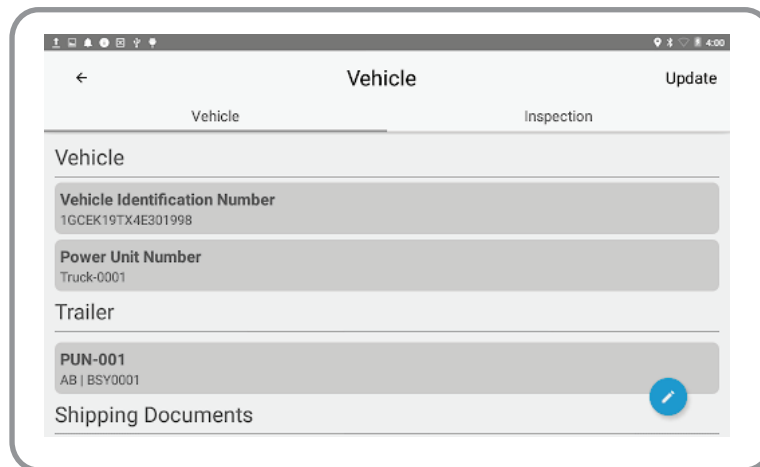 4:00
Vehicle
Update
Vehicle
Inspection
Vehicle
Vehicle Identification Number
1GCEK19TX4E301998
Power Unit Number
Truck-0001
Trailer
PUN-001
AB | BSY0001
Shipping Documents